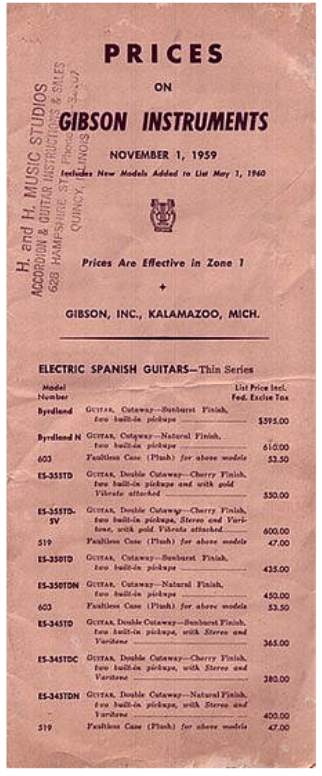 PRICES
ON
GIBSON INSTRUMENTS
NOVEMBER 1, 1959
Includes New Models Added to List May 1, 1960
H. and H. MUSIC STUDIOS
ACCORDION & GUITAR INSTRUCTIONS & SALES
628 HAMPSHIRE ST. Phone
QUINCY, ILLINOIS
Prices Are Effective in Zone 1
GIBSON, INC., KALAMAZOO, MICH.
ELECTRIC SPANISH GUITARS—Thin Series
Model List Price Incl.
Number Fed. Excise Tax
Byrdland GUITAR, Cutaway—Sunburst Finish,
two built-in pickups $595.00
Byrdland N GUITAR, Cutaway—Natural Finish,
two built-in pickups 610.00
603 Faultless Case (Plush) for above models 53.50
ES-355TD GUITAR, Double Cutaway—Cherry Finish,
two built-in pickups and with gold
Vibrato attached 550.00
ES-355TD- GUITAR, Double Cutaway—Cherry Finish,
SV two built-in pickups, Stereo and Vari-
tone, with gold Vibrato attached 600.00
519 Faultless Case (Plush) for above models 47.00
ES-350TD GUITAR, Cutaway—Sunburst Finish,
two built-in pickups 435.00
ES-350TDN GUITAR, Cutaway—Natural Finish,
two built-in pickups 450.00
603 Faultless Case (Plush) for above models 53.50
ES-345TD GUITAR, Double Cutaway—Sunburst Finish,
two built-in pickups, with Stereo and
Varitone 365.00
ES-345TDC GUITAR, Double Cutaway—Cherry Finish,
two built-in pickups, with Stereo and
Varitone 380.00
ES-345TDN GUITAR, Double Cutaway—Natural Finish,
two built-in pickups, with Stereo and
Varitone 400.00
519 Faultless Case (Plush) for above models 47.00